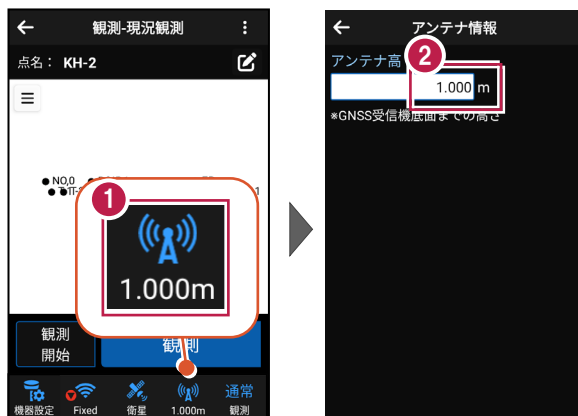 観測-現況観測
点名： KH-2
NO,0
1
1.000m
観測
開始
観測
機器設定 Fixed 衛星 1.000m 通常 観測
アンテナ情報
アンテナ高
2
1.000 m
※GNSS受信機底面までの高さ